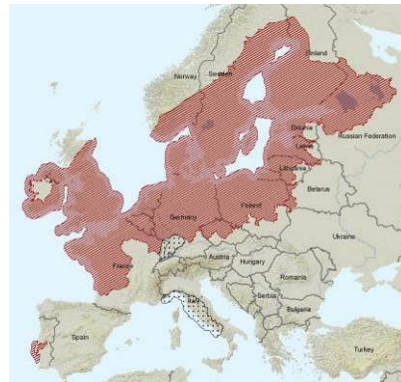 Finland
Norway
Sweden
Estonia
Russian Federation
Latvia
Lithuania
Belarus
Poland
Germany
Ukraine
France
Austria
Hungary
Romania
Italy
Serbia
Bulgaria
Spain
Turkey